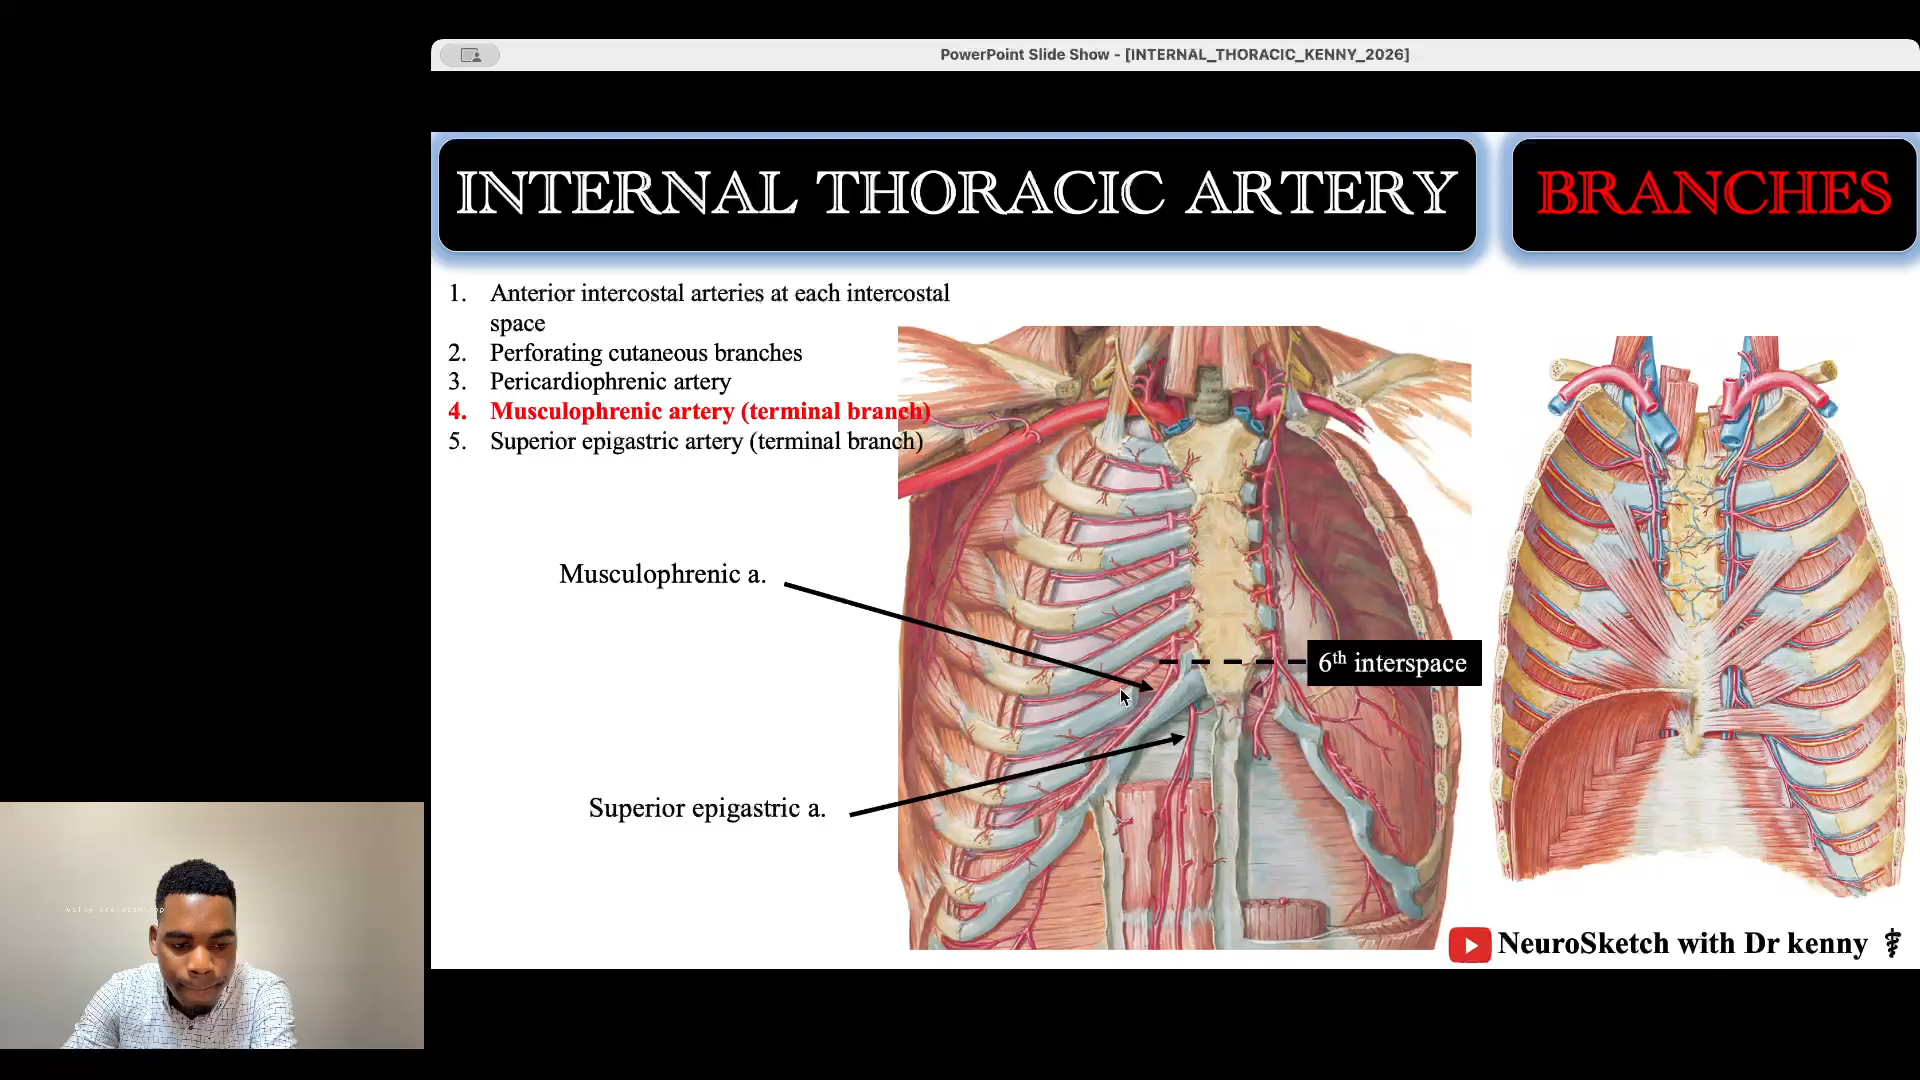 PowerPoint Slide Show - [INTERNAL_THORACIC_KENNY_2026]
INTERNAL THORACIC ARTERY
BRANCHES
1. Anterior intercostal arteries at each intercostal
space
2. Perforating cutaneous branches
3. Pericardiophrenic artery
4. Musculophrenic artery (terminal branch)
5. Superior epigastric artery (terminal branch)
Musculophrenic a.
6th interspace
Superior epigastric a.
NeuroSketch with Dr kenny